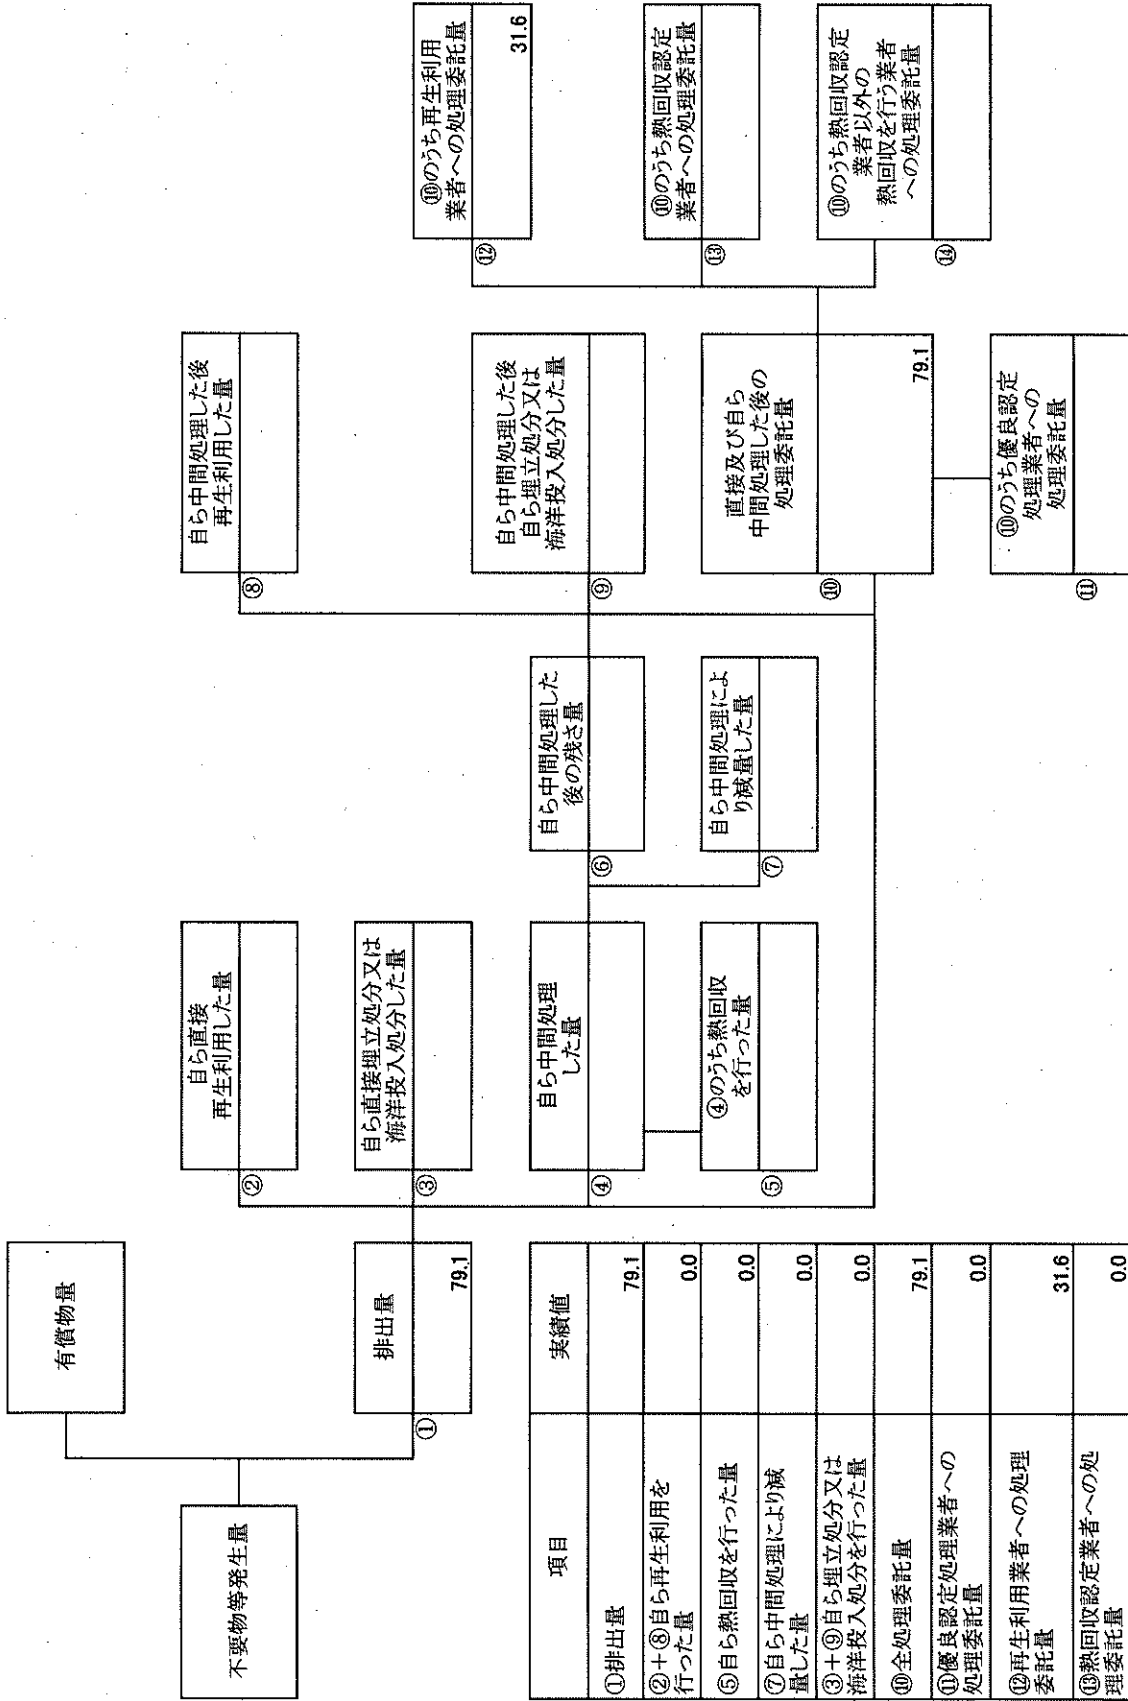 不要物等発生量
有償物量
①
排出量
79.1
②
自ら直接
再生利用した量
③
自ら直接埋立処分又は
海洋投入処分した量
④
自ら中間処理
した量
⑤
④のうち熱回収
を行った量
⑥
自ら中間処理した
後の残さ量
⑦
自ら中間処理によ
り減量した量
⑧
自ら中間処理した後
再生利用した量
⑨
自ら中間処理した後
自ら埋立処分又は
海洋投入処分した量
⑩
直接及び自ら
中間処理した後の
処理委託量
79.1
⑪
⑩のうち優良認定
処理業者への
処理委託量
⑫
⑩のうち再生利用
業者への処理委託量
31.6
⑬
⑩のうち熱回収認定
業者への処理委託量
⑭
⑩のうち熱回収認定
業者以外の
熱回収を行う業者
への処理委託量
項目
実績値
①排出量
79.1
②+⑧自ら再生利用を
行った量
0.0
⑤自ら熱回収を行った量
0.0
⑦自ら中間処理により減
量した量
0.0
③+⑨自ら埋立処分又は
海洋投入処分を行った量
0.0
⑩全処理委託量
79.1
⑪優良認定処理業者への
処理委託量
0.0
⑫再生利用業者への処理
委託量
31.6
⑬熱回収認定業者への処
理委託量
0.0